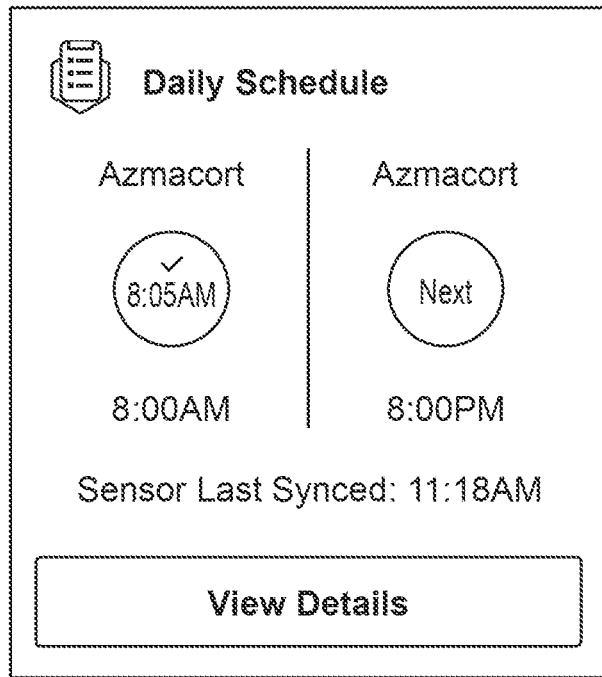 Daily Schedule
Azmacort Azmacort
8:05AM Next
8:00AM 8:00PM
Sensor Last Synced: 11:18AM
View Details